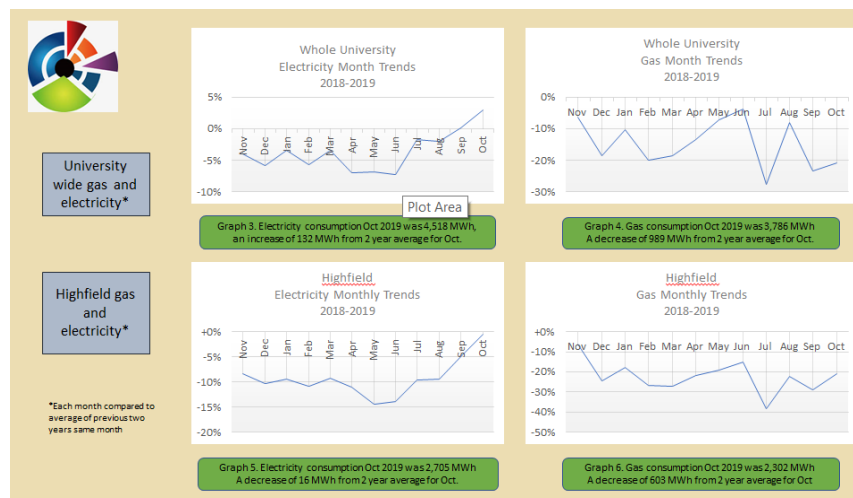 Whole University
Electricity Month Trends
2018-2019
5%
0%
-5%
-10%
Nov Dec Jan Feb Mar Apr May Jun Jul Aug Sep Oct
Plot Area
Whole University
Gas Month Trends
2018-2019
0%
-10%
-20%
-30%
Nov Dec Jan Feb Mar Apr May Jun Jul Aug Sep Oct
University
wide gas and
electricity*
Graph 3. Electricity consumption Oct 2019 was 4,518 MWh,
an increase of 132 MWh from 2 year average for Oct.
Graph 4. Gas consumption Oct 2019 was 3,786 MWh
A decrease of 989 MWh from 2 year average for Oct.
Highfield gas
and
electricity*
Highfield
Electricity Monthly Trends
2018-2019
+0%
-5%
-10%
-15%
-20%
Nov Dec Jan Feb Mar Apr May Jun Jul Aug Sep Oct
Highfield
Gas Monthly Trends
2018-2019
+0%
-10%
-20%
-30%
-40%
-50%
Nov Dec Jan Feb Mar Apr May Jun Jul Aug Sep Oct
*Each month compared to
average of previous two
years same month
Graph 5. Electricity consumption Oct 2019 was 2,705 MWh
A decrease of 16 MWh from 2 year average for Oct.
Graph 6. Gas consumption Oct 2019 was 2,302 MWh
A decrease of 603 MWh from 2 year average for Oct